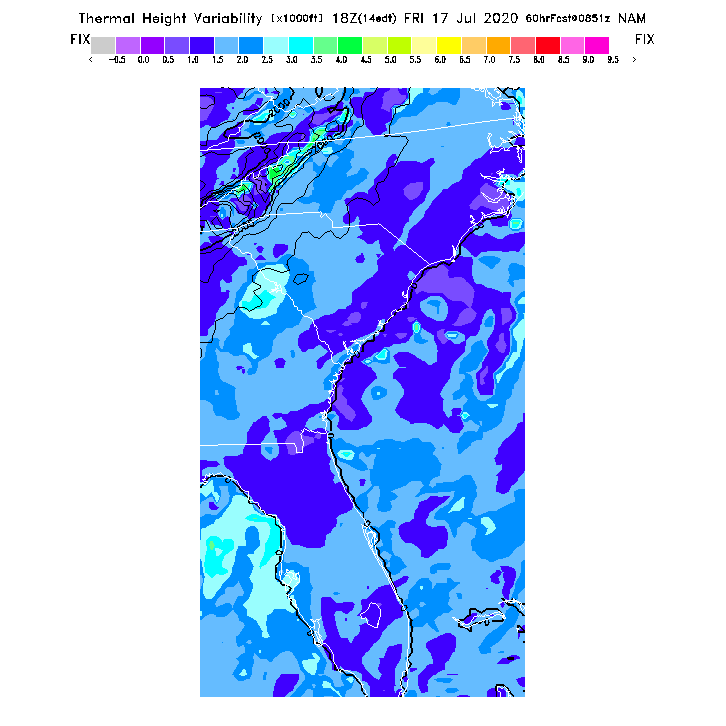 Thermal Height Variability [x1000ft] 18Z(14edt) FRI 17 Jul 2020 60hrFcst@0851z NAM
FIX FIX
< -0.5 0.0 0.5 1.0 1.5 2.0 2.5 3.0 3.5 4.0 4.5 5.0 5.5 6.0 6.5 7.0 7.5 8.0 8.5 9.0 9.5 >
2000